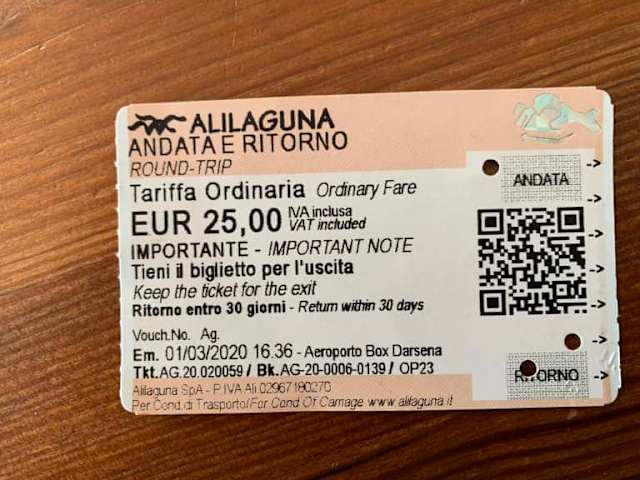 ALILAGUNA
ANDATA E RITORNO
ROUND-TRIP
Tariffa Ordinaria Ordinary Fare
EUR 25,00 IVA inclusa
VAT included
IMPORTANTE - IMPORTANT NOTE
Tieni il biglietto per l'uscita
Keep the ticket for the exit
Ritorno entro 30 giorni - Return within 30 days
Vouch.No. Ag.
Em. 01/03/2020 16.36 - Aeroporto Box Darsena
Tkt.AG.20.020059 / Bk.AG-20-0006-0139 / OP23
Alilaguna SpA - P.IVA Ali 02967180270
Per Cond.di Trasporto/For Cond Of Carriage www.alilaguna.it
ANDATA
RITORNO